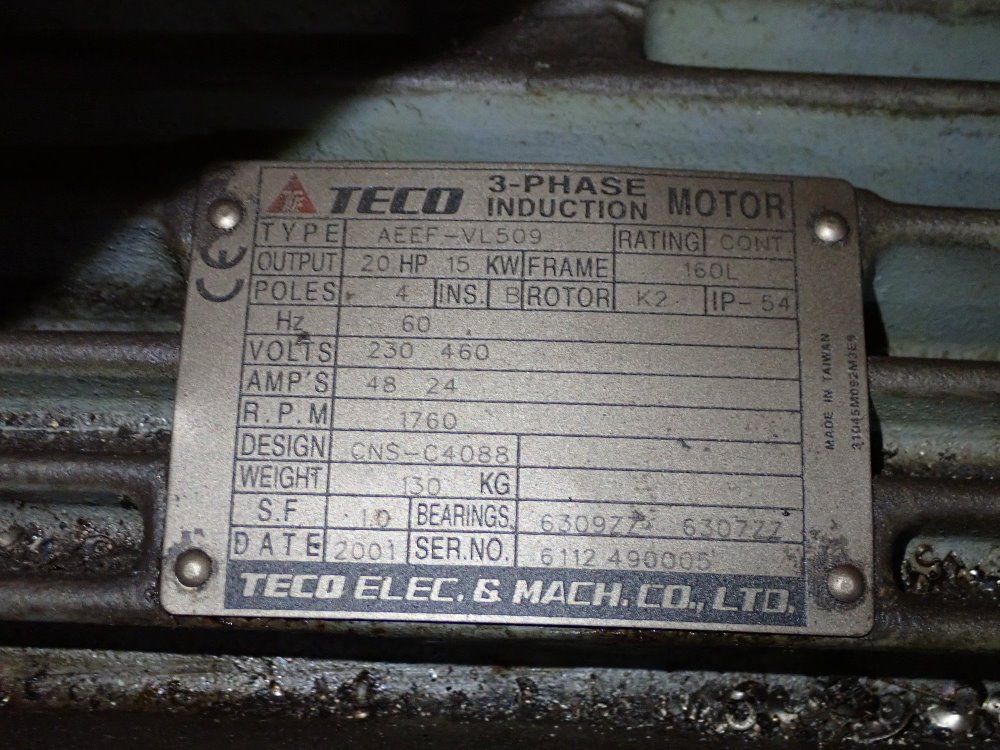 TECO 3-PHASE INDUCTION MOTOR
TYPE AEEF-VL509 RATING CONT
CE OUTPUT 20 HP 15 KW FRAME 160L
POLES 4 INS. B ROTOR K2 IP-54
Hz 60
VOLTS 230 460
AMP'S 48 24
R.P.M 1760
DESIGN CNS-C4088
WEIGHT 130 KG
S.F 1.0 BEARINGS 6309ZZ 6307ZZ
DATE 2001 SER.NO. 6112 490005
TECO ELEC. & MACH. CO., LTD.
MADE IN TAIWAN